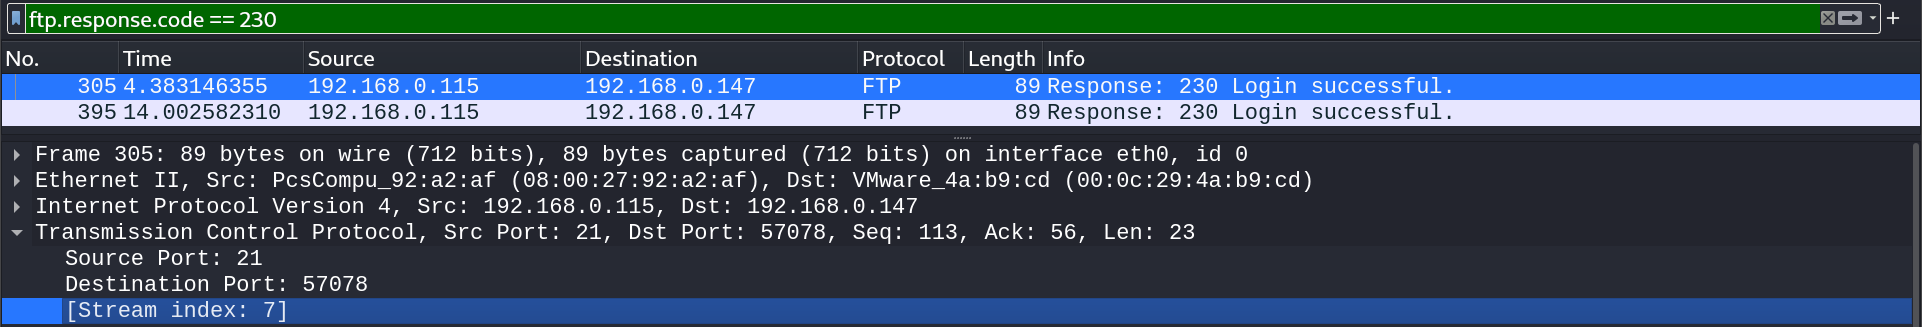 ftp.response.code == 230
No. Time Source Destination Protocol Length Info
305 4.383146355 192.168.0.115 192.168.0.147 FTP 89 Response: 230 Login successful.
395 14.002582310 192.168.0.115 192.168.0.147 FTP 89 Response: 230 Login successful.
Frame 305: 89 bytes on wire (712 bits), 89 bytes captured (712 bits) on interface eth0, id 0
Ethernet II, Src: PcsCompu_92:a2:af (08:00:27:92:a2:af), Dst: VMware_4a:b9:cd (00:0c:29:4a:b9:cd)
Internet Protocol Version 4, Src: 192.168.0.115, Dst: 192.168.0.147
Transmission Control Protocol, Src Port: 21, Dst Port: 57078, Seq: 113, Ack: 56, Len: 23
Source Port: 21
Destination Port: 57078
[Stream index: 7]